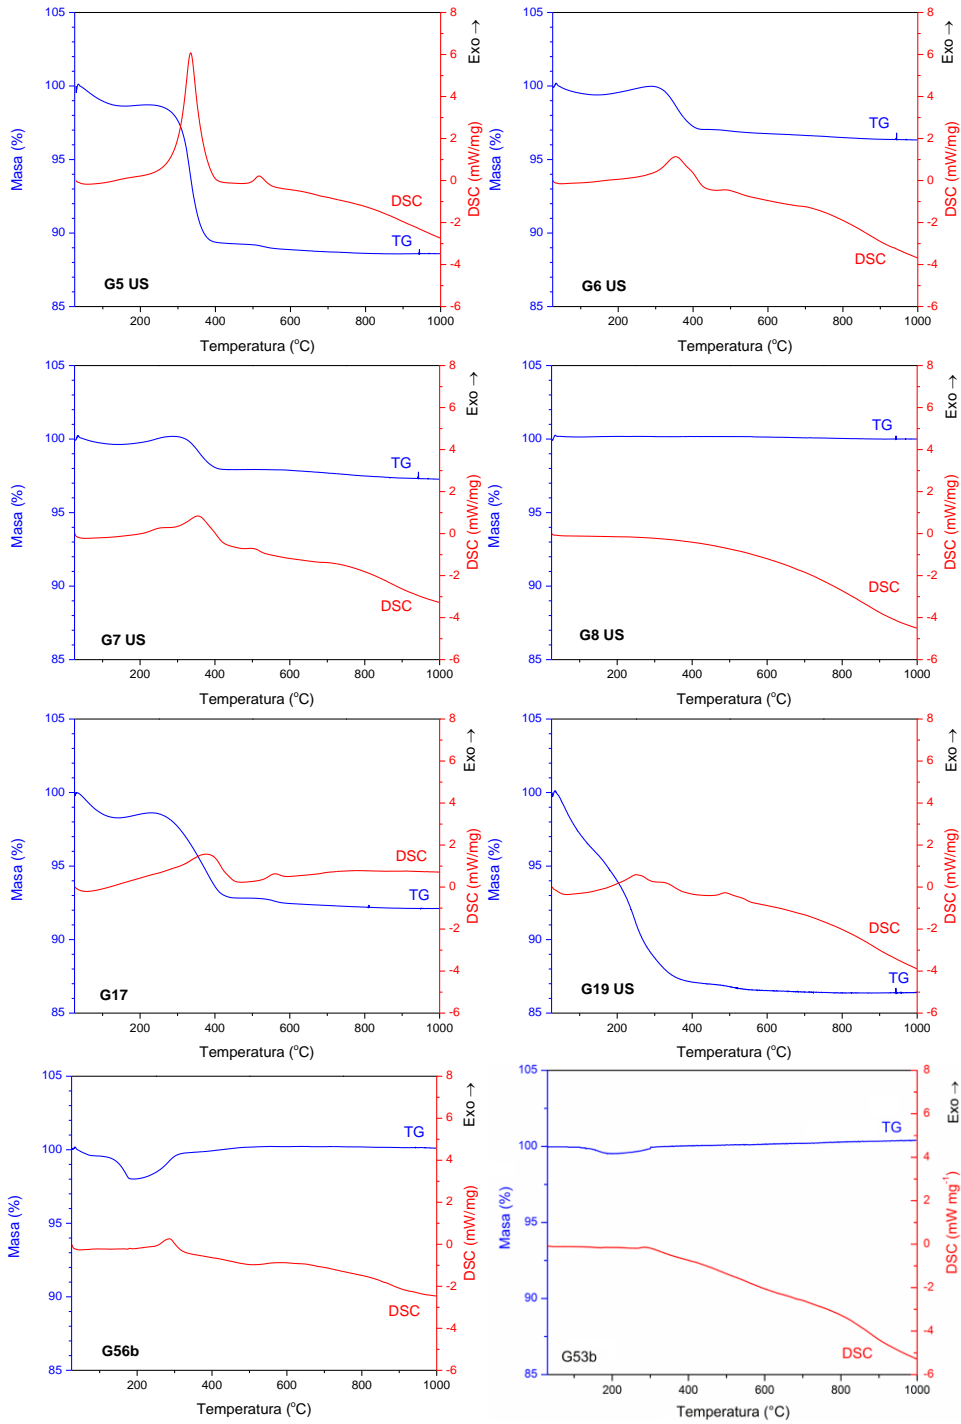 105
100
95
90
85
Masa (%)
8
6
4
2
0
-2
-4
-6
DSC (mW/mg)
Exo →
DSC
TG
G5 US
200
400
600
800
1000
Temperatura (°C)
105
100
95
90
85
Masa (%)
8
6
4
2
0
-2
-4
-6
DSC (mW/mg)
Exo →
TG
DSC
G6 US
200
400
600
800
1000
Temperatura (°C)
105
100
95
90
85
Masa (%)
8
6
4
2
0
-2
-4
-6
DSC (mW/mg)
Exo →
TG
DSC
G7 US
200
400
600
800
1000
Temperatura (°C)
105
100
95
90
85
Masa (%)
8
6
4
2
0
-2
-4
-6
DSC (mW/mg)
Exo →
TG
DSC
G8 US
200
400
600
800
1000
Temperatura (°C)
105
100
95
90
85
Masa (%)
8
6
4
2
0
-2
-4
-6
DSC (mW/mg)
Exo →
DSC
TG
G17
200
400
600
800
1000
Temperatura (°C)
105
100
95
90
85
Masa (%)
8
6
4
2
0
-2
-4
-6
DSC (mW/mg)
Exo →
DSC
TG
G19 US
200
400
600
800
1000
Temperatura (°C)
105
100
95
90
85
Masa (%)
8
6
4
2
0
-2
-4
-6
DSC (mW/mg)
Exo →
TG
DSC
G56b
200
400
600
800
1000
Temperatura (°C)
105
100
95
90
85
Masa (%)
8
6
4
2
0
-2
-4
-6
DSC (mW mg⁻¹)
Exo →
TG
DSC
G53b
200
400
600
800
1000
Temperatura (°C)